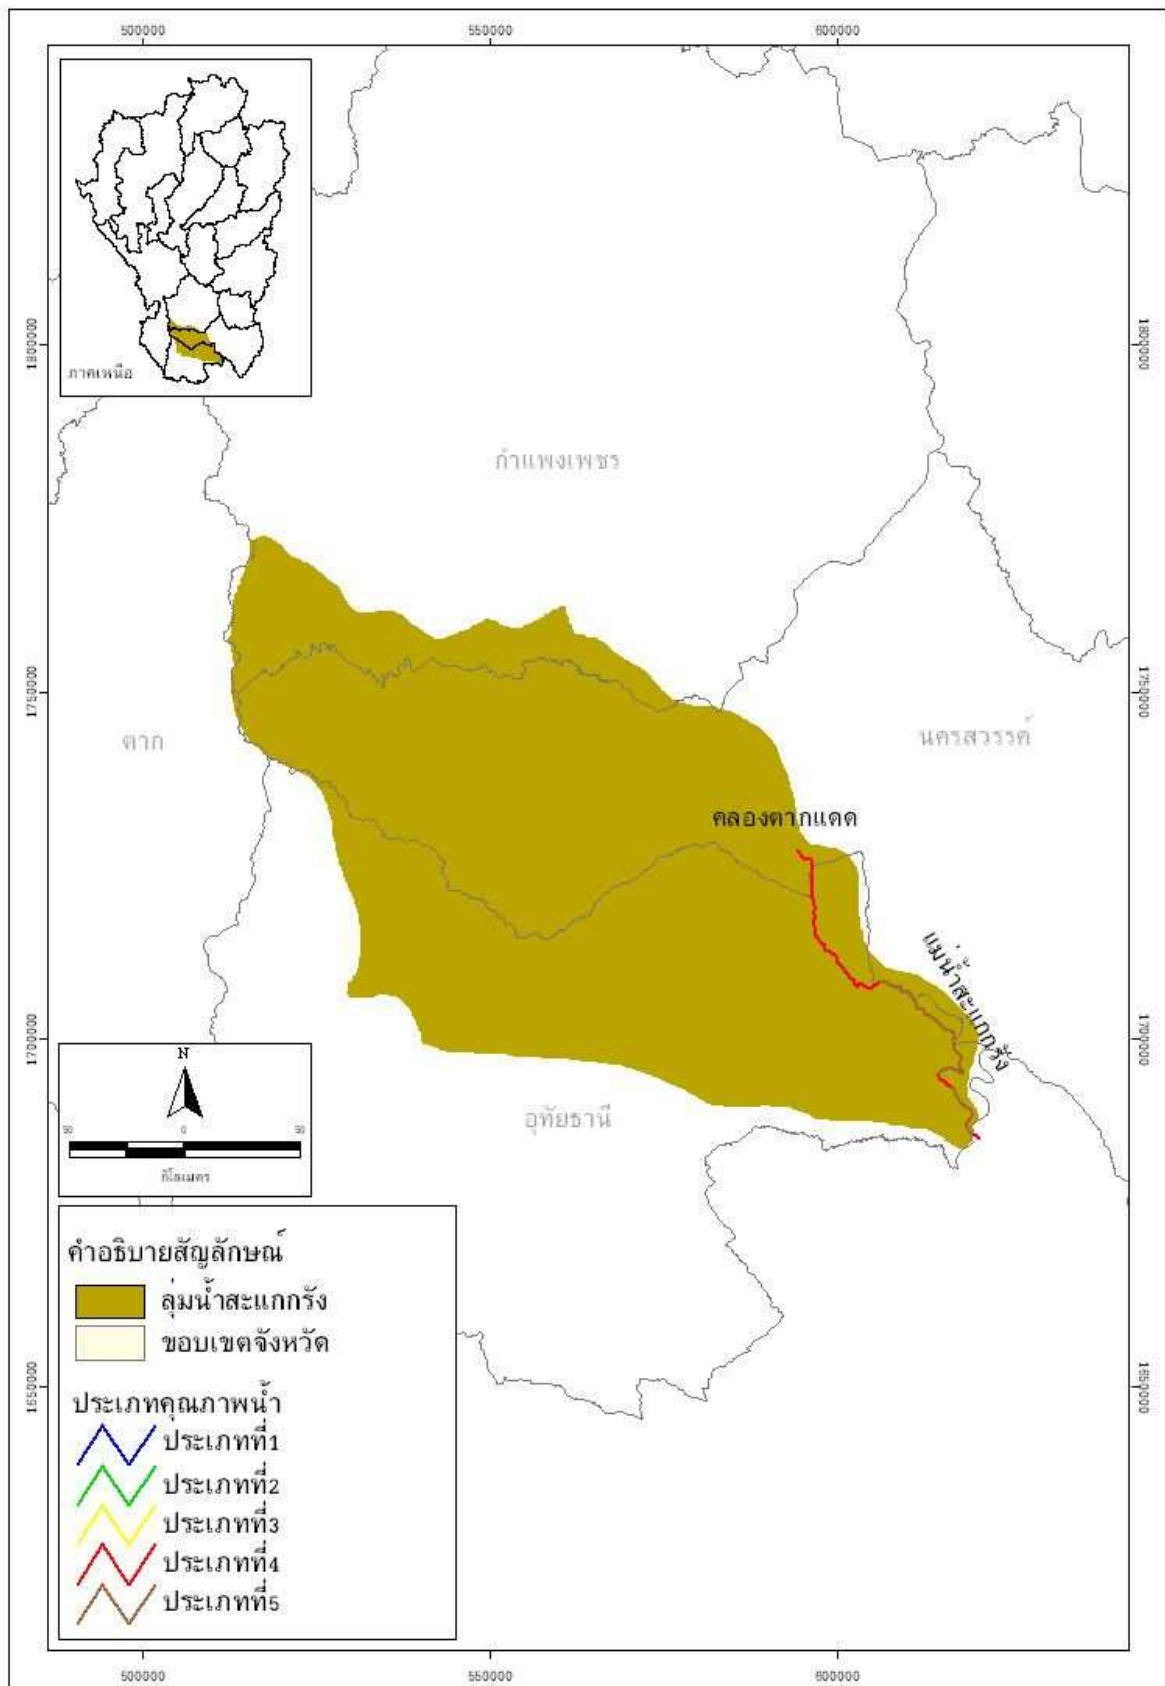 500000 550000 600000
ภาคเหนือ
1800000 1800000
กำแพงเพชร
1750000 1750000
ตาก
นครสวรรค์
คลองตากแดด
แม่น้ำสะแกกรัง
1700000 1700000
N
50 0 50
กิโลเมตร
อุทัยธานี
คำอธิบายสัญลักษณ์
ลุ่มน้ำสะแกกรัง
ขอบเขตจังหวัด
1650000 1650000
ประเภทคุณภาพน้ำ
ประเภทที่1
ประเภทที่2
ประเภทที่3
ประเภทที่4
ประเภทที่5
500000 550000 600000